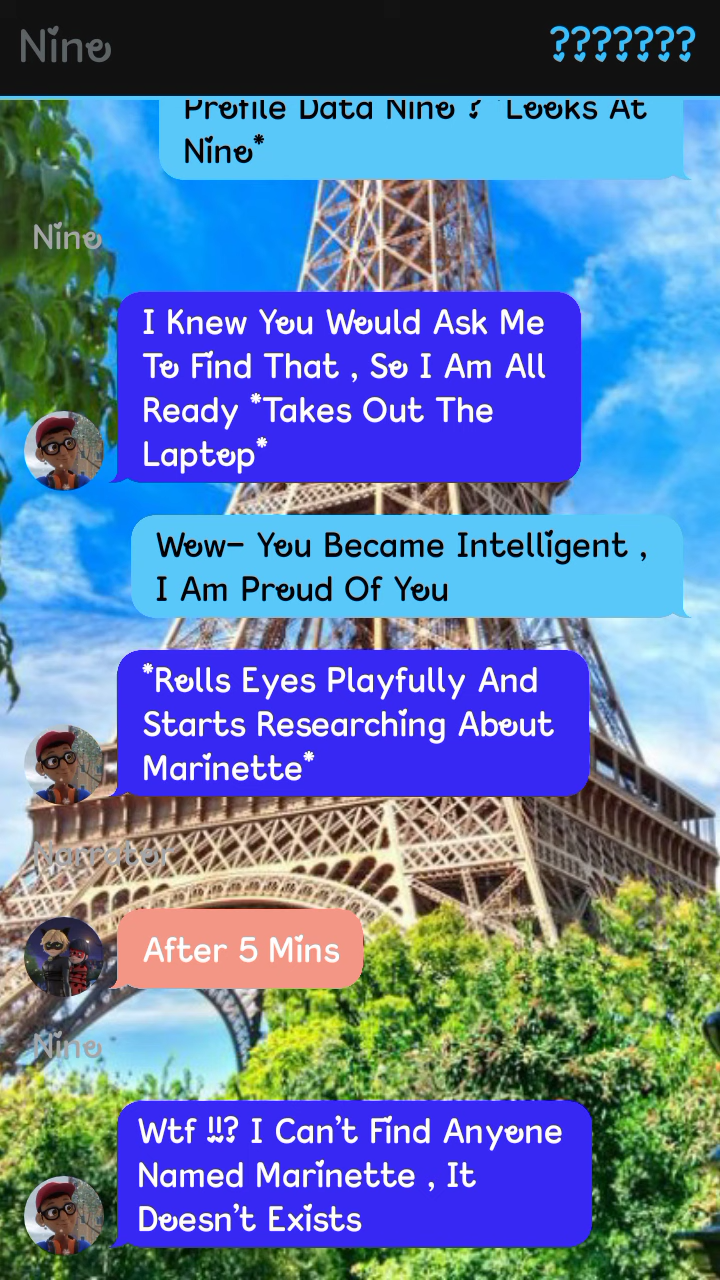 Nine
???????
Profile Data Nine ? *Looks At
Nine*
Nine
I Knew You Would Ask Me
To Find That , So I Am All
Ready *Takes Out The
Laptop*
Wow- You Became Intelligent ,
I Am Proud Of You
*Rolls Eyes Playfully And
Starts Researching About
Marinette*
Narrator
After 5 Mins
Nine
Wtf !!? I Can't Find Anyone
Named Marinette , It
Doesn't Exists